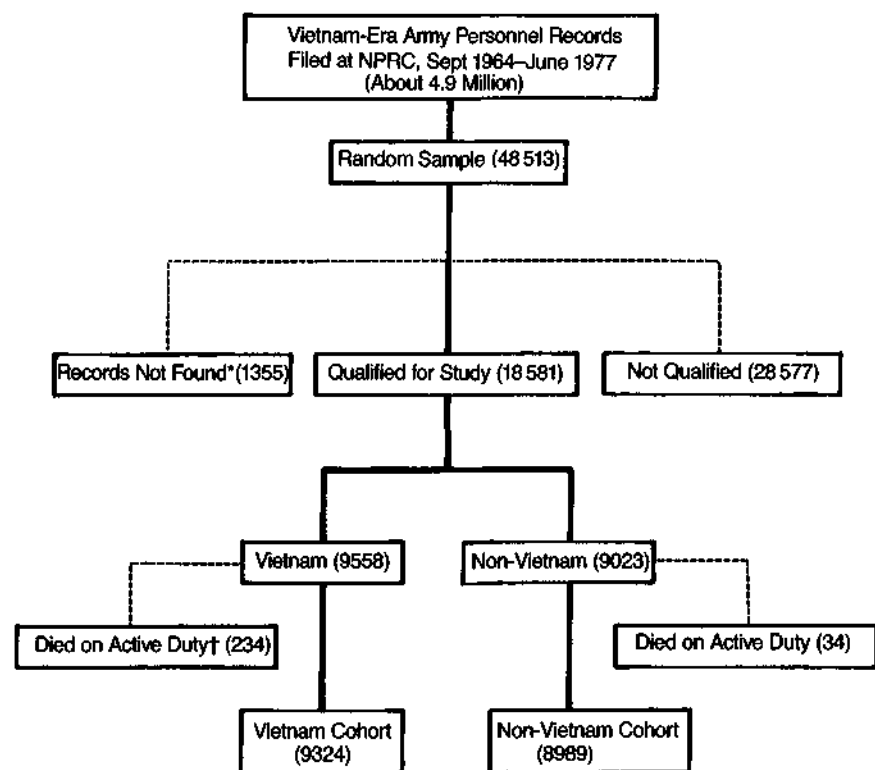 Vietnam-Era Army Personnel Records
Filed at NPRC, Sept 1964–June 1977
(About 4.9 Million)
Random Sample (48 513)
Records Not Found*(1355)
Qualified for Study (18 581)
Not Qualified (28 577)
Vietnam (9558)
Non-Vietnam (9023)
Died on Active Duty† (234)
Died on Active Duty (34)
Vietnam Cohort
(9324)
Non-Vietnam Cohort
(8989)